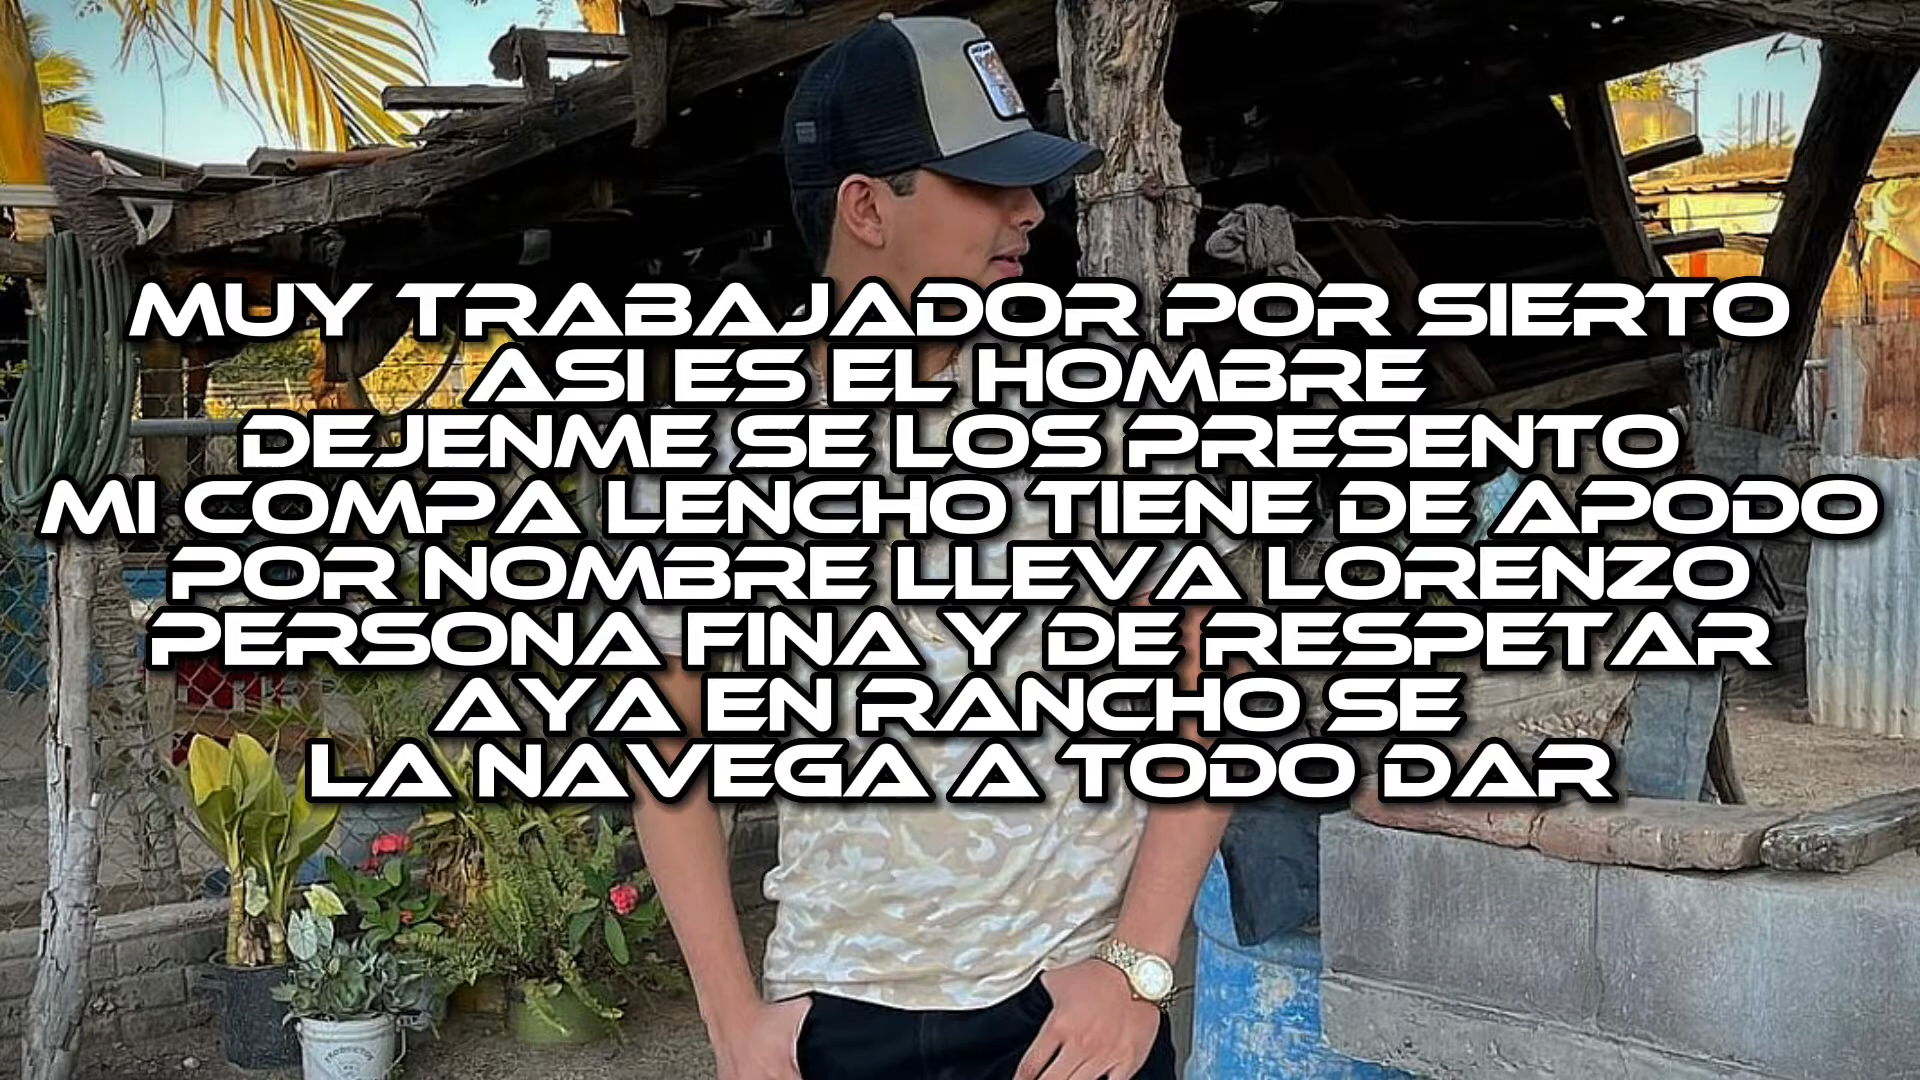 MUY TRABAJADOR POR SIERTO
ASI ES EL HOMBRE
DEJENME SE LOS PRESENTO
MI COMPA LENCHO TIENE DE APODO
POR NOMBRE LLEVA LORENZO
PERSONA FINA Y DE RESPETAR
AYA EN RANCHO SE
LA NAVEGA A TODO DAR
PRODUCTOS